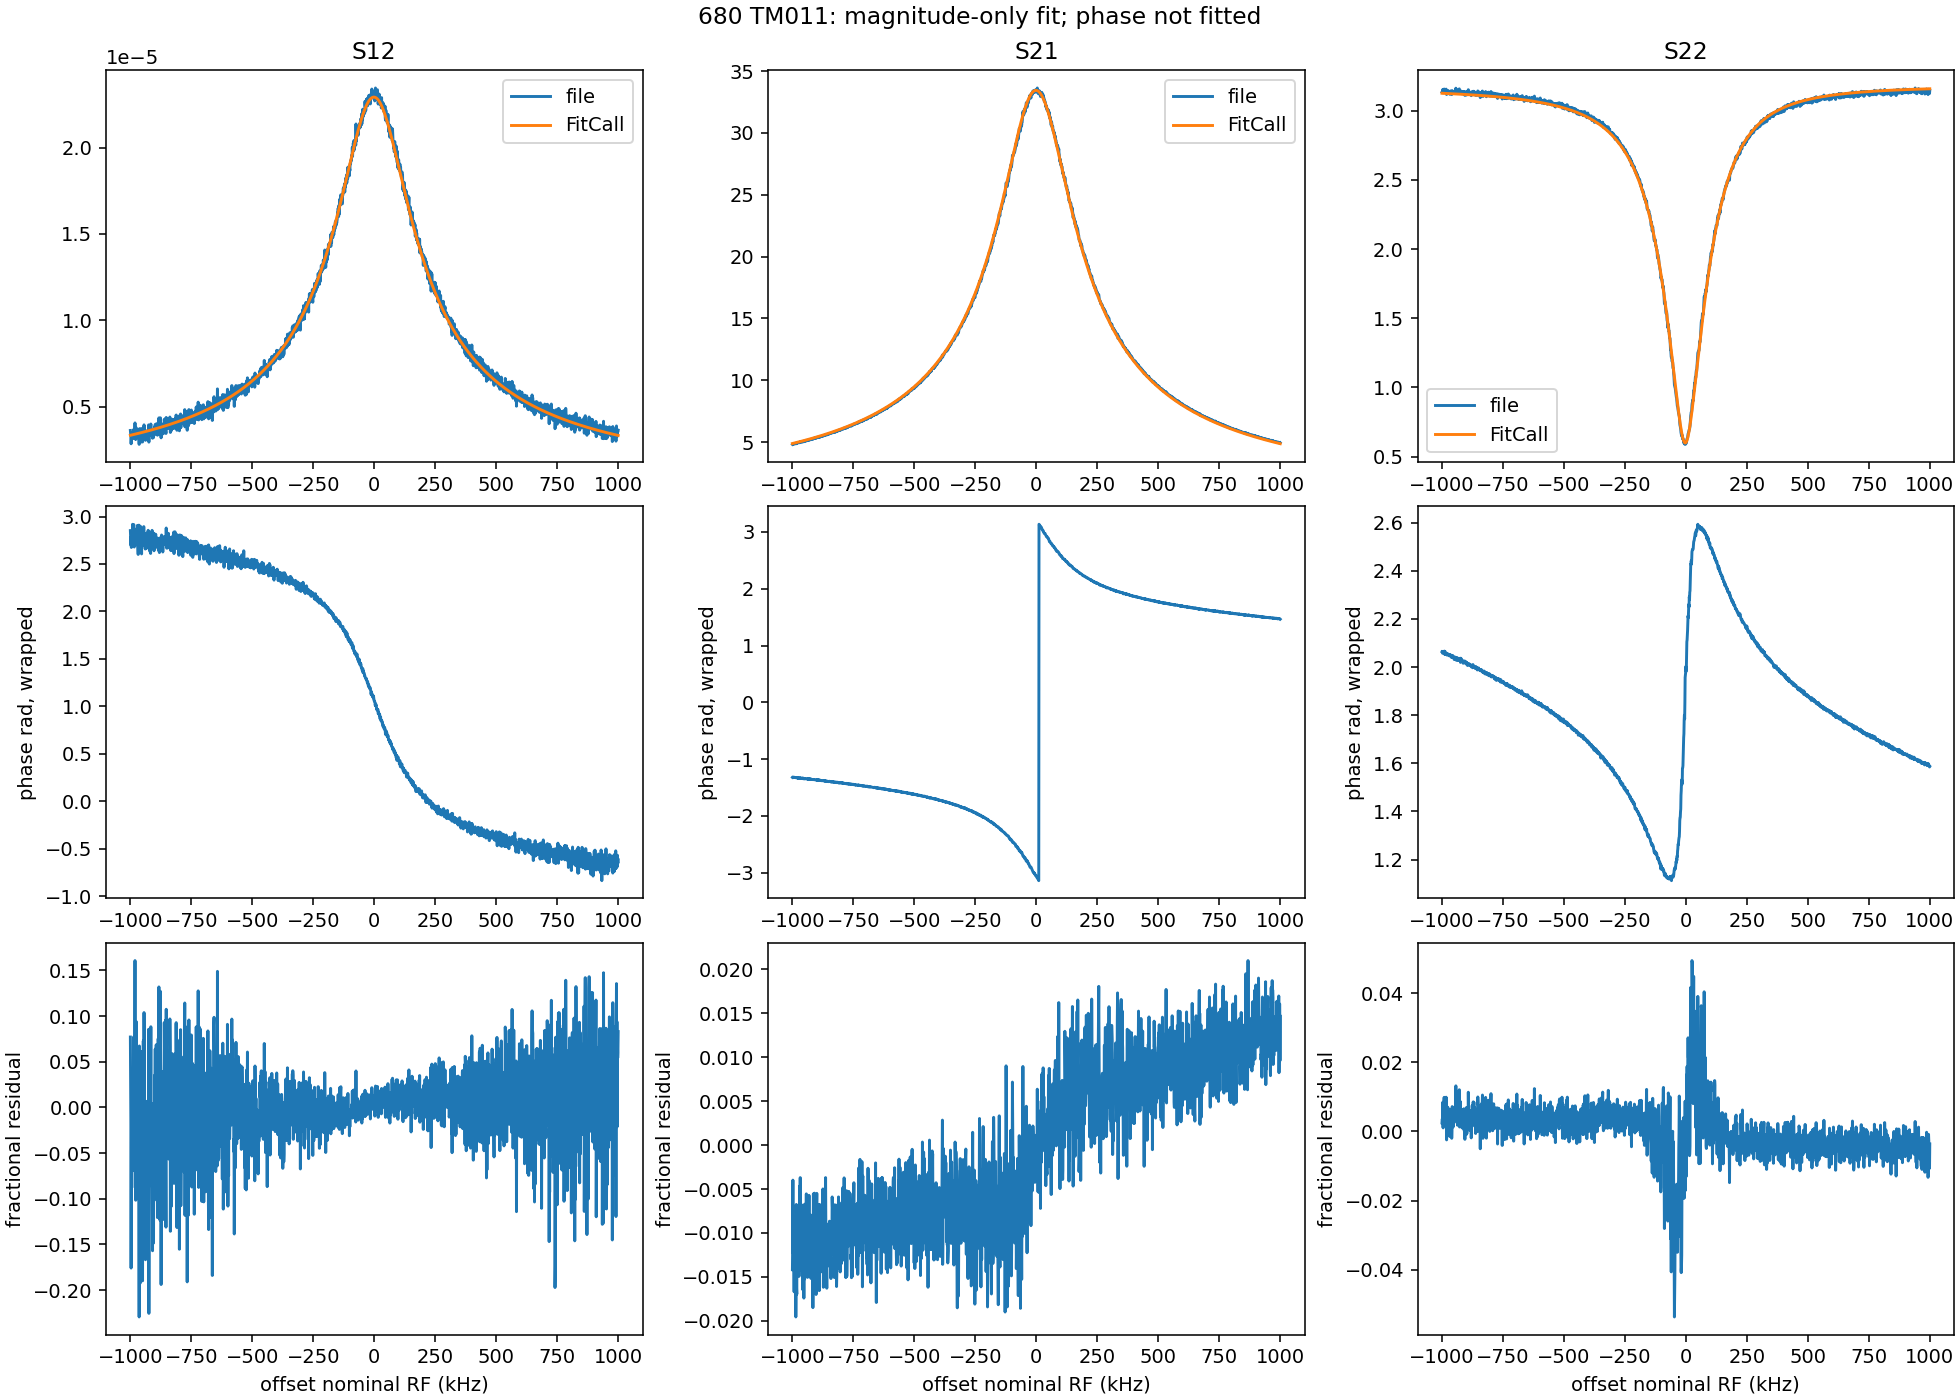 680 TM011: magnitude-only fit; phase not fitted
S12
S21
S22
1e−5
file
FitCall
2.0
1.5
1.0
0.5
−1000 −750 −500 −250 0 250 500 750 1000
file
FitCall
35
30
25
20
15
10
5
−1000 −750 −500 −250 0 250 500 750 1000
3.0
2.5
2.0
1.5
1.0
0.5
file
FitCall
−1000 −750 −500 −250 0 250 500 750 1000
phase rad, wrapped
3.0
2.5
2.0
1.5
1.0
0.5
0.0
−0.5
−1.0
−1000 −750 −500 −250 0 250 500 750 1000
phase rad, wrapped
3
2
1
0
−1
−2
−3
−1000 −750 −500 −250 0 250 500 750 1000
phase rad, wrapped
2.6
2.4
2.2
2.0
1.8
1.6
1.4
1.2
−1000 −750 −500 −250 0 250 500 750 1000
fractional residual
0.15
0.10
0.05
0.00
−0.05
−0.10
−0.15
−0.20
−1000 −750 −500 −250 0 250 500 750 1000
offset nominal RF (kHz)
fractional residual
0.020
0.015
0.010
0.005
0.000
−0.005
−0.010
−0.015
−0.020
−1000 −750 −500 −250 0 250 500 750 1000
offset nominal RF (kHz)
fractional residual
0.04
0.02
0.00
−0.02
−0.04
−1000 −750 −500 −250 0 250 500 750 1000
offset nominal RF (kHz)